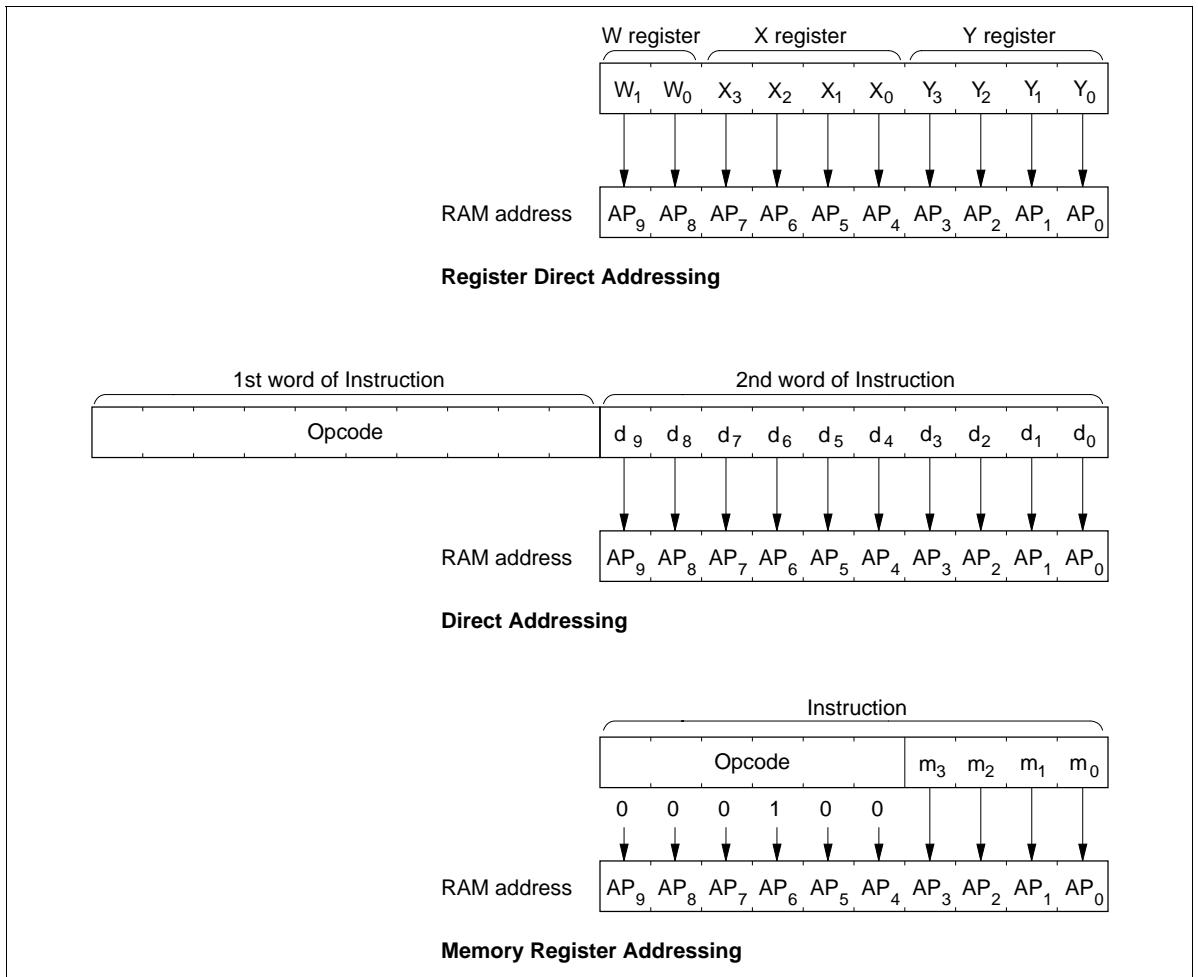 W register X register Y register
W1 W0 X3 X2 X1 X0 Y3 Y2 Y1 Y0
RAM address AP9 AP8 AP7 AP6 AP5 AP4 AP3 AP2 AP1 AP0
Register Direct Addressing
1st word of Instruction 2nd word of Instruction
Opcode d9 d8 d7 d6 d5 d4 d3 d2 d1 d0
RAM address AP9 AP8 AP7 AP6 AP5 AP4 AP3 AP2 AP1 AP0
Direct Addressing
Instruction
Opcode m3 m2 m1 m0
0 0 0 1 0 0
RAM address AP9 AP8 AP7 AP6 AP5 AP4 AP3 AP2 AP1 AP0
Memory Register Addressing